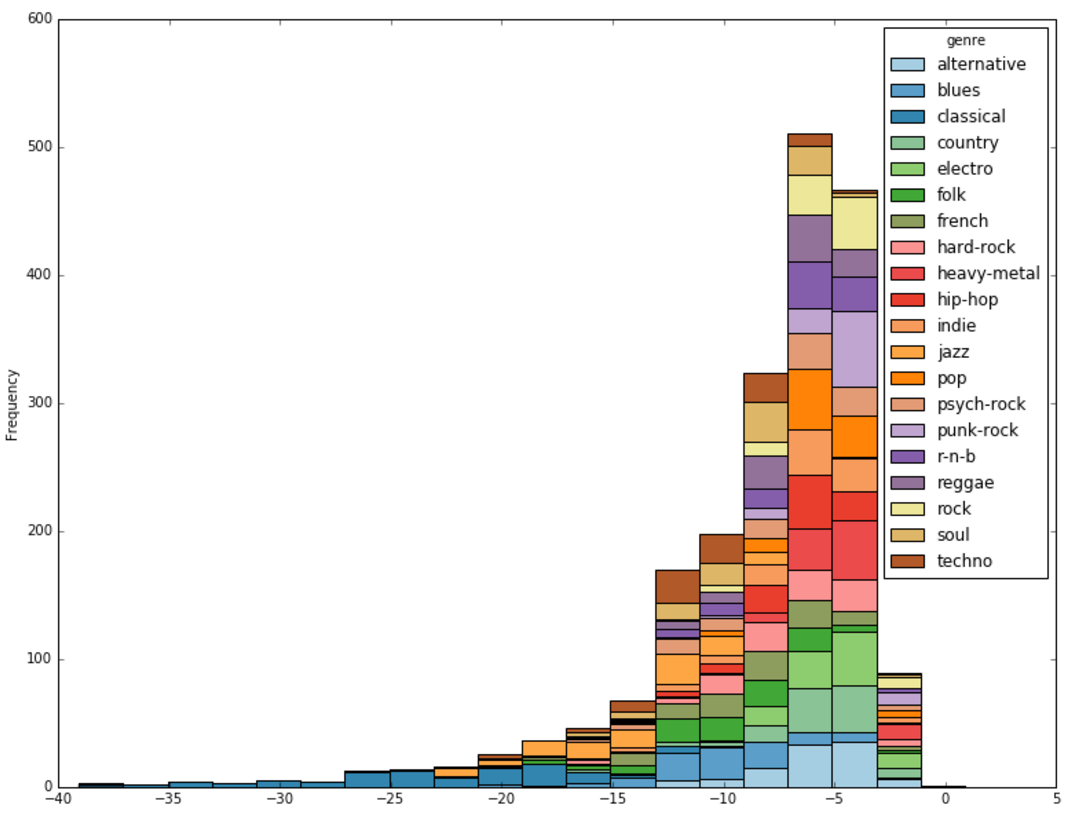 600
500
400
300
200
100
0
Frequency
−40
−35
−30
−25
−20
−15
−10
−5
0
5
genre
alternative
blues
classical
country
electro
folk
french
hard-rock
heavy-metal
hip-hop
indie
jazz
pop
psych-rock
punk-rock
r-n-b
reggae
rock
soul
techno